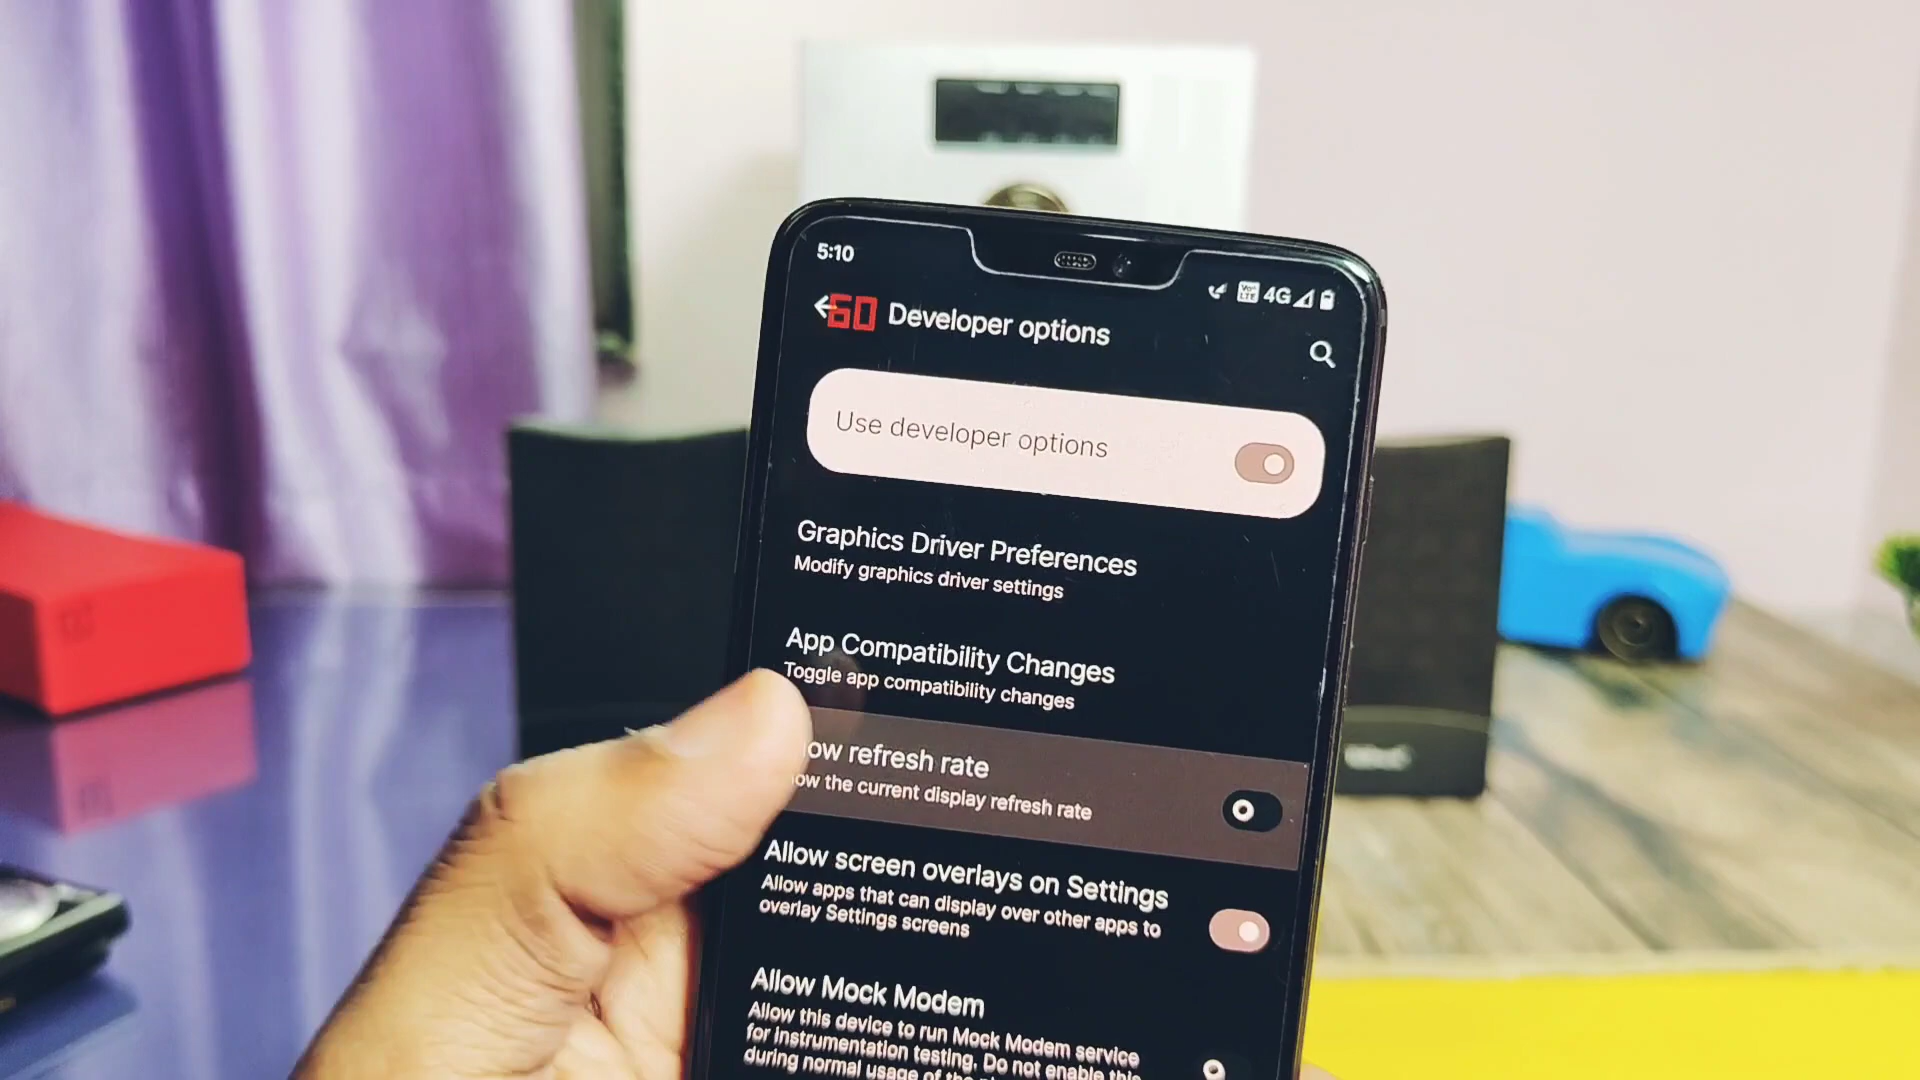 5:10
Vo LTE 4G
60 Developer options
Use developer options
Graphics Driver Preferences
Modify graphics driver settings
App Compatibility Changes
Toggle app compatibility changes
ow refresh rate
ow the current display refresh rate
Allow screen overlays on Settings
Allow apps that can display over other apps to
overlay Settings screens
Allow Mock Modem
Allow this device to run Mock Modem service
for instrumentation testing. Do not enable this
during normal usage of the